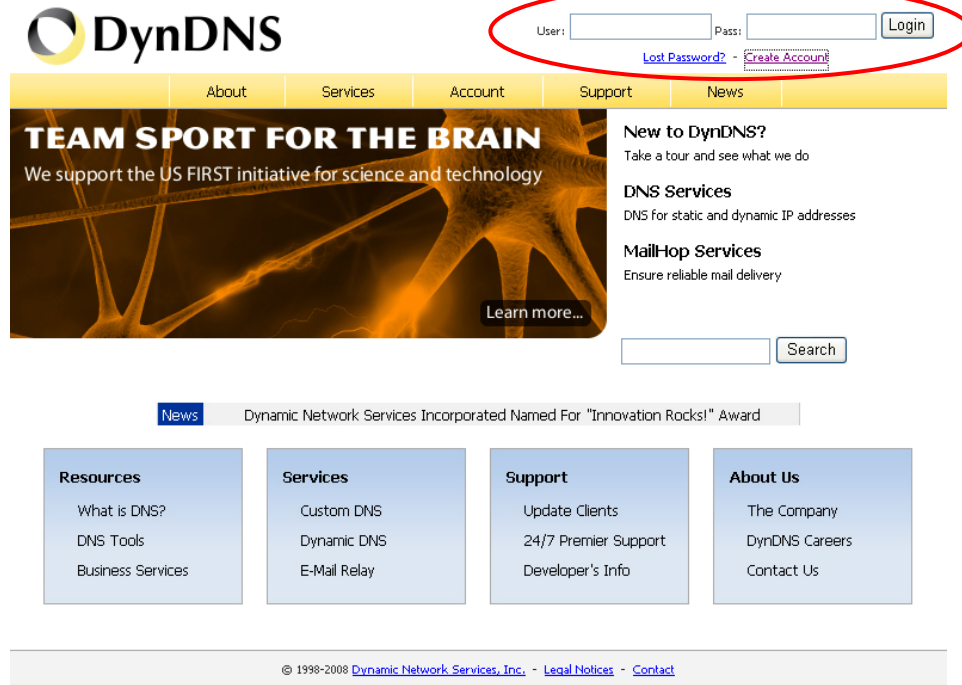 DynDNS
User: Pass: Login
Lost Password? - Create Account
About Services Account Support News
TEAM SPORT FOR THE BRAIN
We support the US FIRST initiative for science and technology
Learn more...
New to DynDNS?
Take a tour and see what we do
DNS Services
DNS for static and dynamic IP addresses
MailHop Services
Ensure reliable mail delivery
Search
News Dynamic Network Services Incorporated Named For "Innovation Rocks!" Award
Resources
What is DNS?
DNS Tools
Business Services
Services
Custom DNS
Dynamic DNS
E-Mail Relay
Support
Update Clients
24/7 Premier Support
Developer's Info
About Us
The Company
DynDNS Careers
Contact Us
© 1998-2008 Dynamic Network Services, Inc. - Legal Notices - Contact